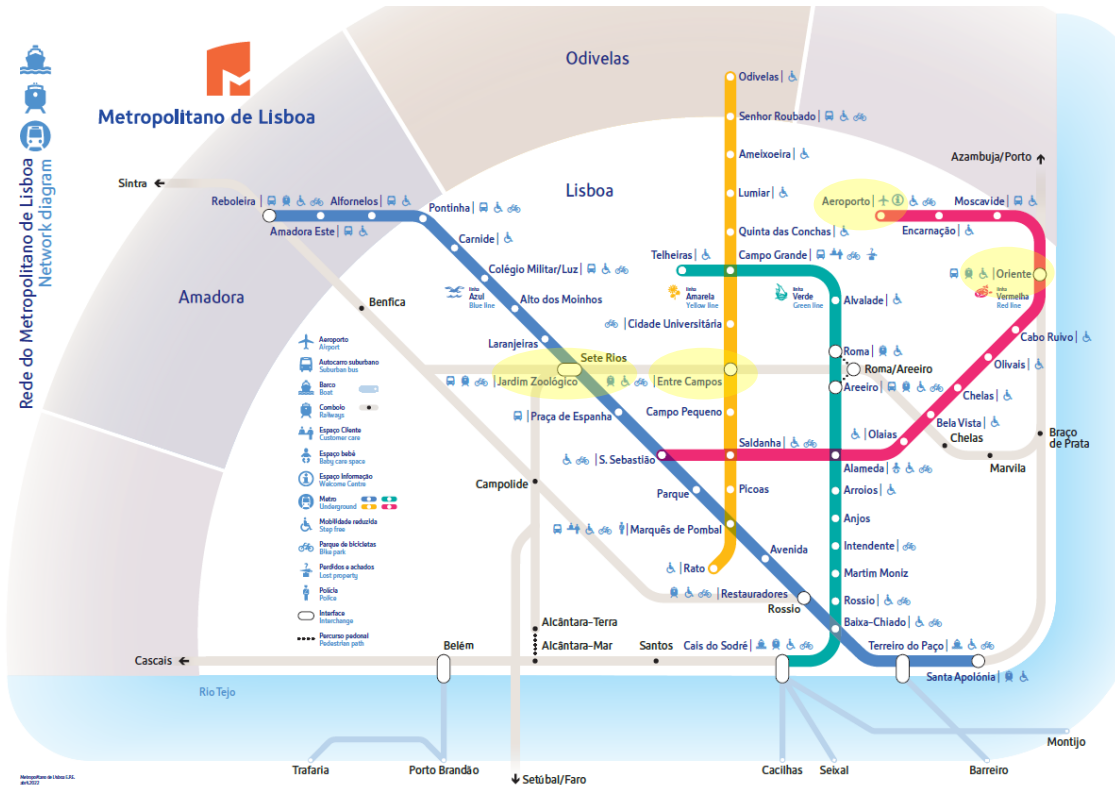 Rede do Metropolitano de Lisboa
Network diagram
Metropolitano de Lisboa
Odivelas
Lisboa
Amadora
Sintra
Azambuja/Porto
Odivelas
Senhor Roubado
Ameixoeira
Lumiar
Quinta das Conchas
Campo Grande
Telheiras
Aeroporto
Moscavide
Encarnação
Oriente
Reboleira
Alfornelos
Pontinha
Amadora Este
Carnide
Colégio Militar/Luz
Alto dos Moinhos
Laranjeiras
linha
Azul
Blue line
linha
Amarela
Yellow line
linha
Verde
Green line
linha
Vermelha
Red line
Benfica
Cidade Universitária
Alvalade
Cabo Ruivo
Roma
Roma/Areeiro
Areeiro
Olivais
Sete Rios
Jardim Zoológico
Entre Campos
Chelas
Praça de Espanha
Campo Pequeno
Bela Vista
Olaias
Chelas
Braço
de Prata
Marvila
Saldanha
S. Sebastião
Alameda
Campolide
Parque
Picoas
Arroios
Anjos
Marquês de Pombal
Avenida
Intendente
Rato
Martim Moniz
Restauradores
Rossio
Rossio
Baixa-Chiado
Aeroporto
Airport
Autocarro suburbano
Suburban bus
Barco
Boat
Comboio
Railways
Espaço Cliente
Customer care
Espaço bebé
Baby care space
Espaço Informação
Welcome Centre
Metro
Underground
Mobilidade reduzida
Step free
Parque de bicicletas
Bike park
Perdidos e achados
Lost property
Polícia
Police
Interface
Interchange
Percurso pedonal
Pedestrian path
Alcântara-Terra
Alcântara-Mar
Santos
Cais do Sodré
Terreiro do Paço
Santa Apolónia
Belém
Cascais
Rio Tejo
Trafaria
Porto Brandão
Setúbal/Faro
Cacilhas
Seixal
Barreiro
Montijo
Metropolitano de Lisboa E.P.E.
abril,2022